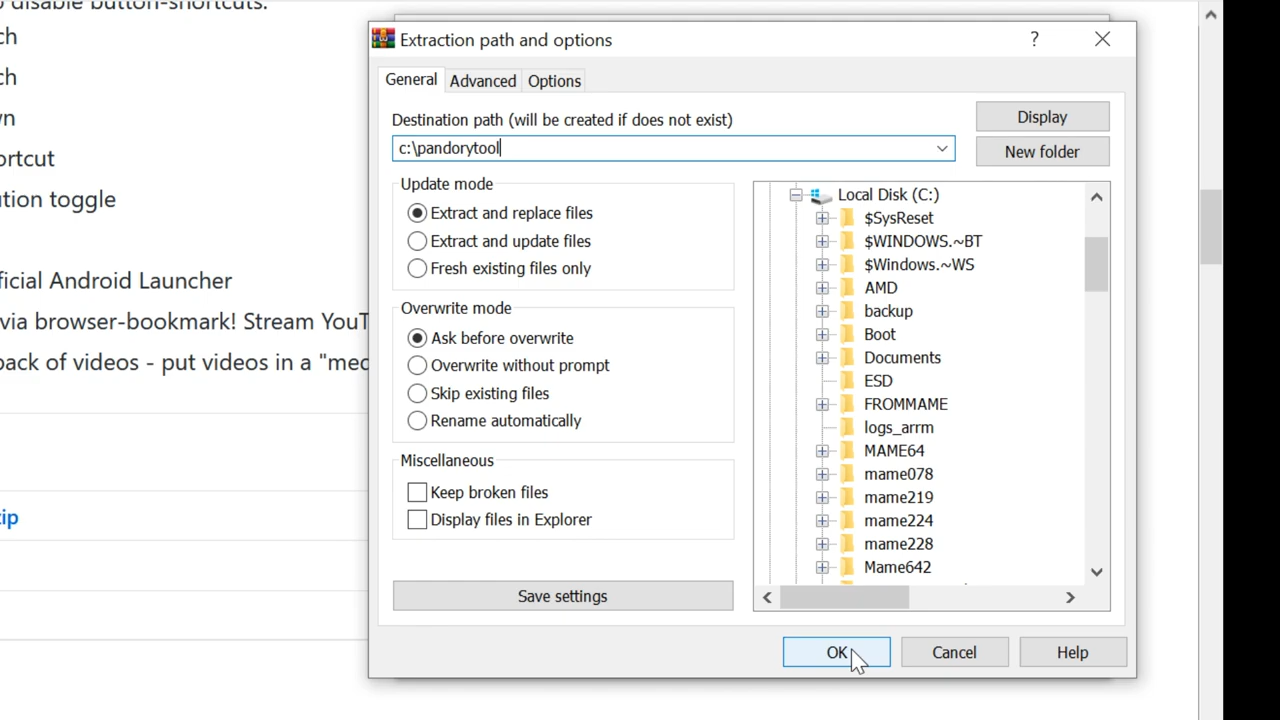 o disable button-shortcuts.
ch
ch
wn
ortcut
ution toggle
ficial Android Launcher
via browser-bookmark! Stream YouT
back of videos - put videos in a "med
zip
Extraction path and options
?
General
Advanced
Options
Destination path (will be created if does not exist)
Display
c:\pandorytool
New folder
Update mode
Extract and replace files
Extract and update files
Fresh existing files only
Overwrite mode
Ask before overwrite
Overwrite without prompt
Skip existing files
Rename automatically
Miscellaneous
Keep broken files
Display files in Explorer
Save settings
Local Disk (C:)
$SysReset
$WINDOWS.~BT
$Windows.~WS
AMD
backup
Boot
Documents
ESD
FROMMAME
logs_arrm
MAME64
mame078
mame219
mame224
mame228
Mame642
OK
Cancel
Help